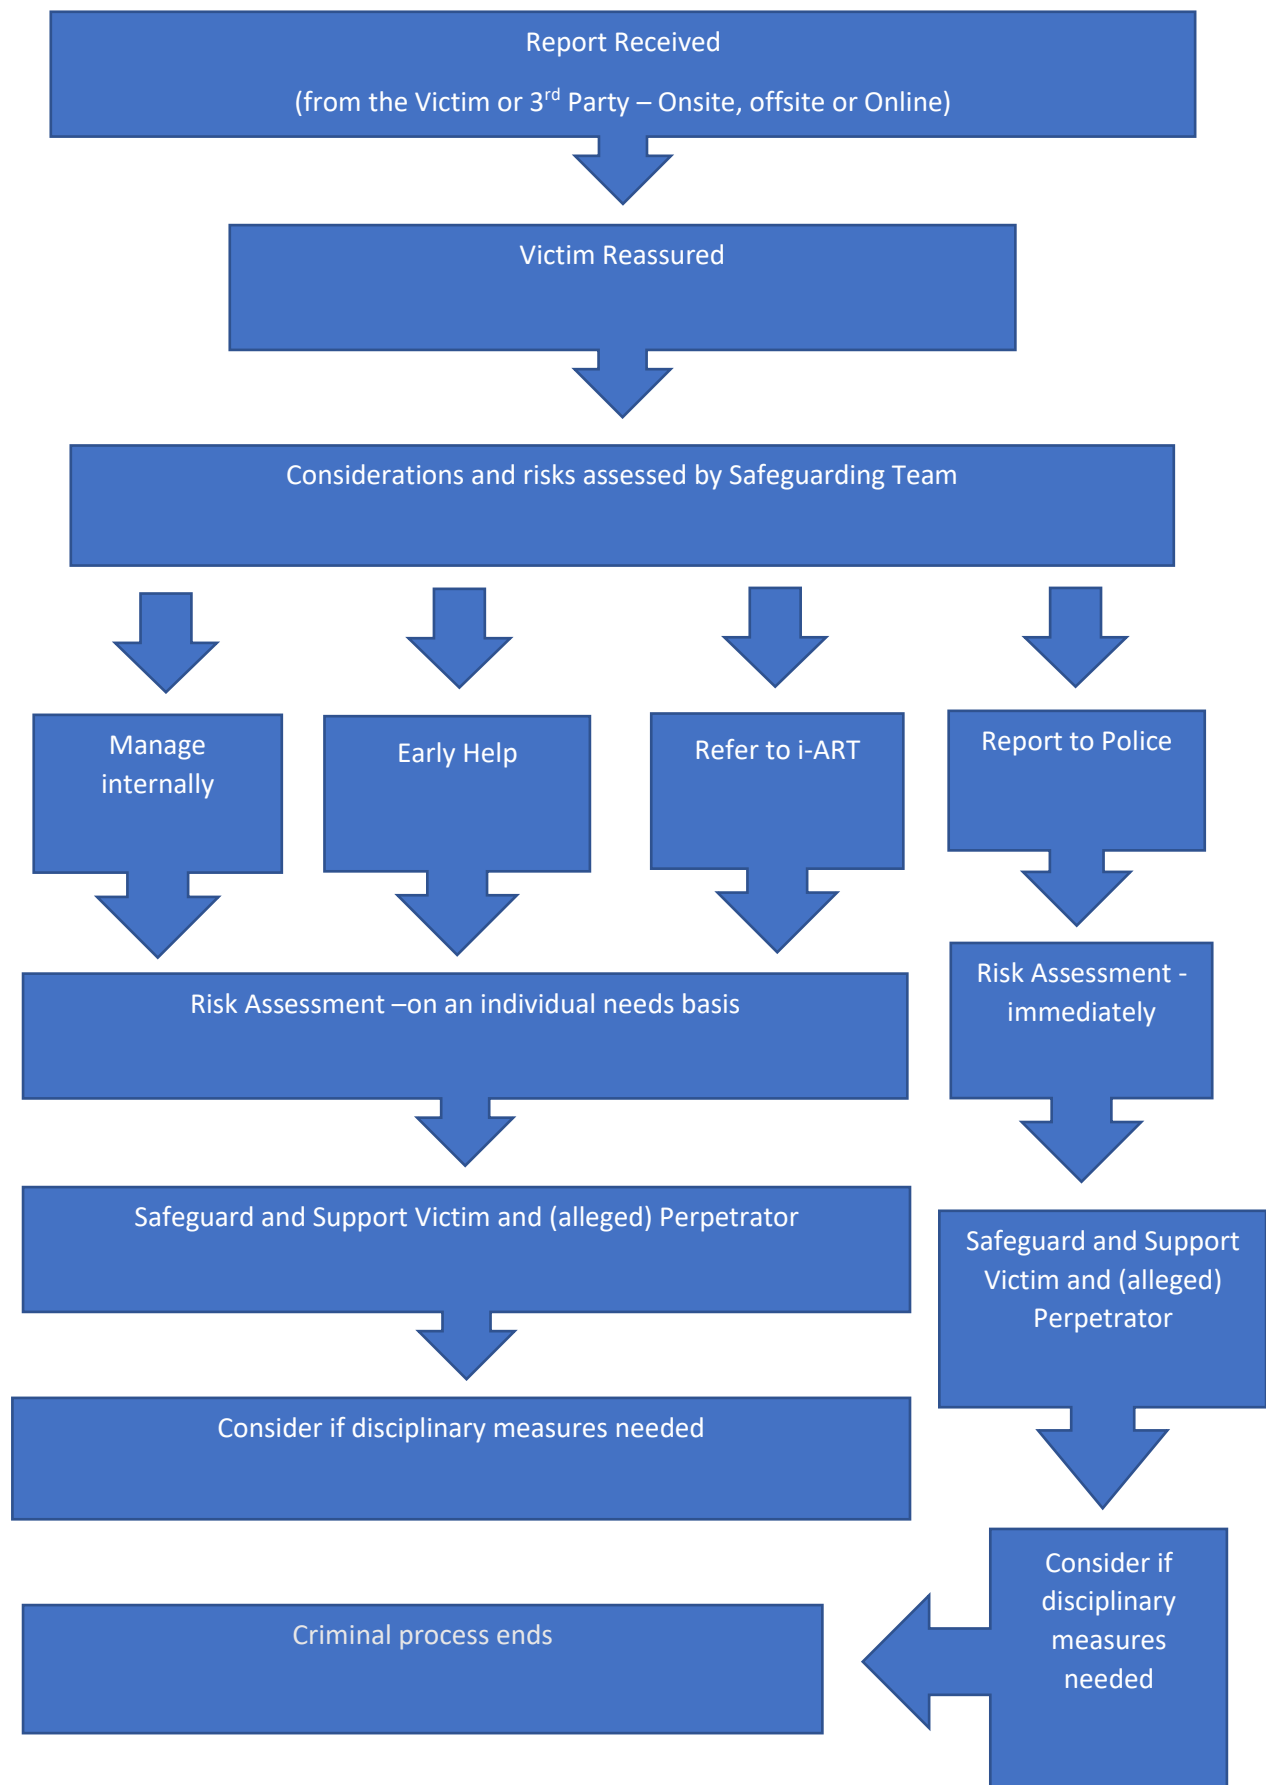 Report Received
(from the Victim or 3rd Party – Onsite, offsite or Online)
Victim Reassured
Considerations and risks assessed by Safeguarding Team
Manage
internally
Early Help
Refer to i-ART
Report to Police
Risk Assessment –on an individual needs basis
Risk Assessment -
immediately
Safeguard and Support Victim and (alleged) Perpetrator
Safeguard and Support
Victim and (alleged)
Perpetrator
Consider if disciplinary measures needed
Consider if
disciplinary
measures
needed
Criminal process ends